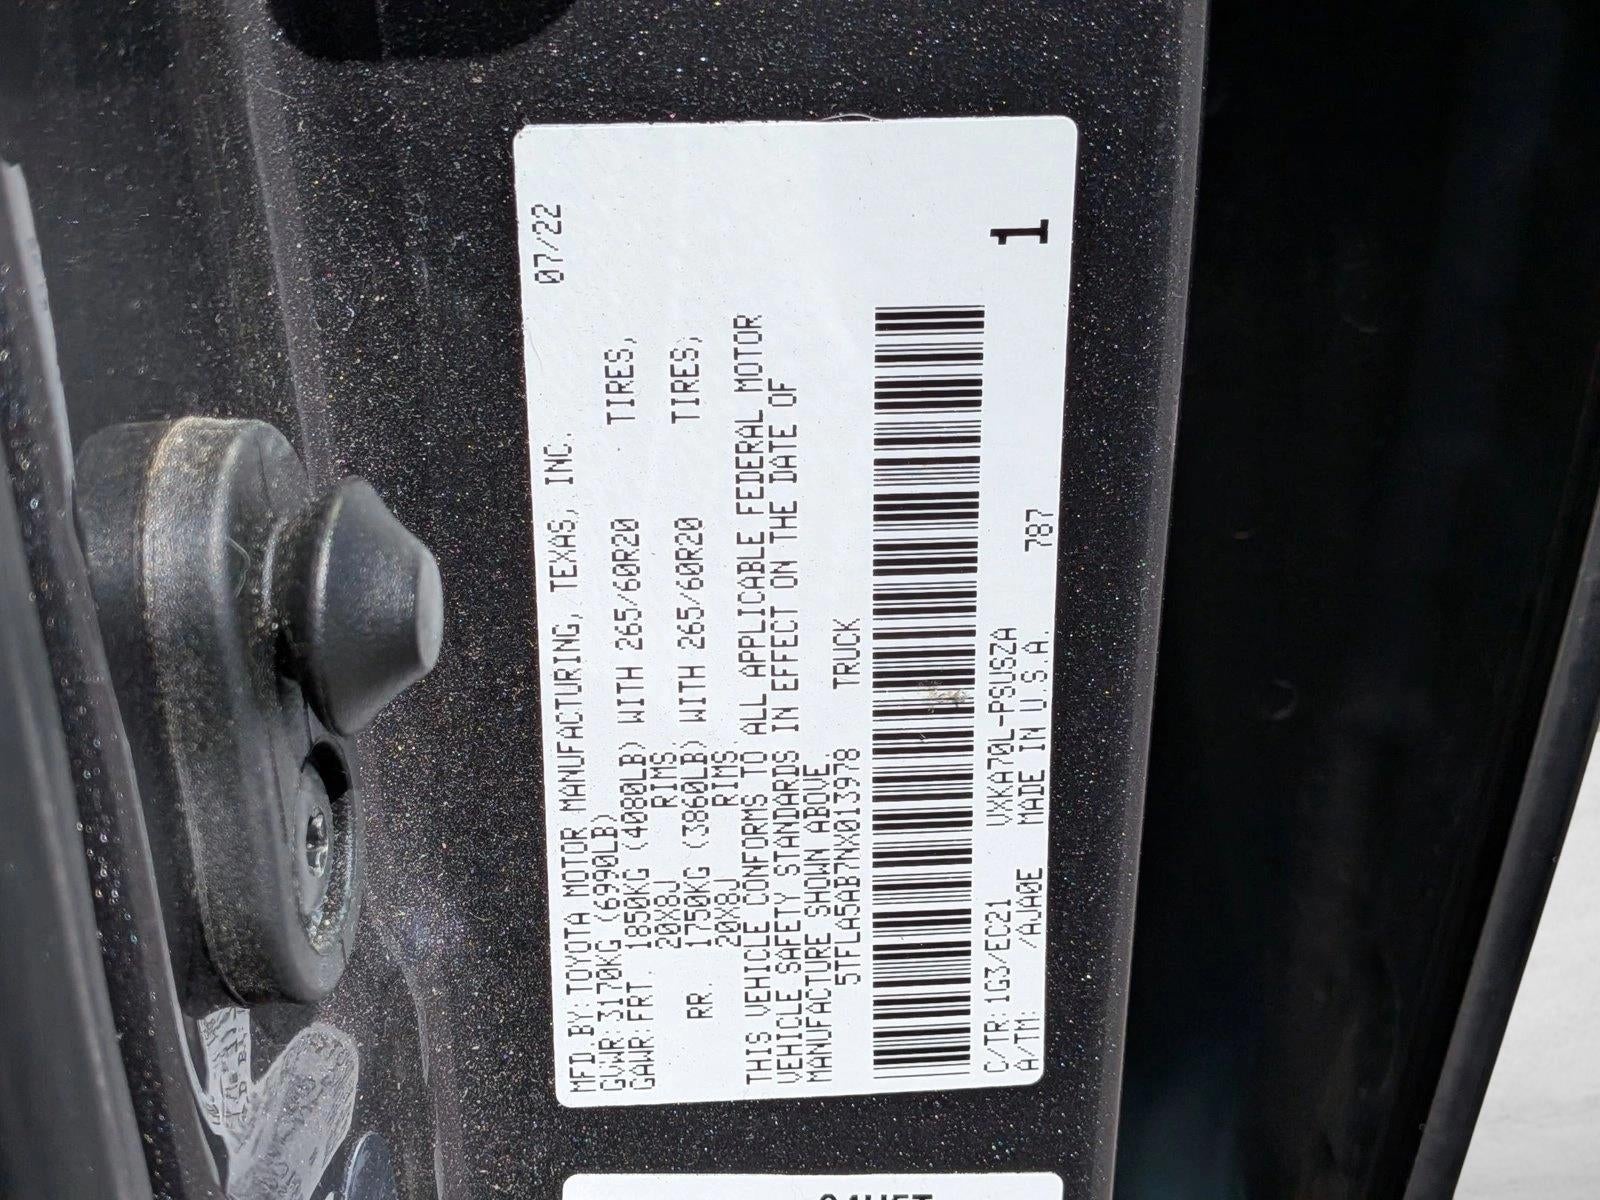 MFD.BY:TOYOTA MOTOR MANUFACTURING, TEXAS, INC. 07/22
GVWR:3170KG (6990LB)
GAWR:FRT. 1850KG (4080LB) WITH 265/60R20 TIRES,
20X8J RIMS
RR. 1750KG (3860LB) WITH 265/60R20 TIRES,
20X8J RIMS
THIS VEHICLE CONFORMS TO ALL APPLICABLE FEDERAL MOTOR
VEHICLE SAFETY STANDARDS IN EFFECT ON THE DATE OF
MANUFACTURE SHOWN ABOVE
5TFLA5AB7NX013978 TRUCK
C/TR:1G3/EC21 VXKA70L-PSUSZA 1
A/TM: /AJA0E MADE IN U.S.A. 787